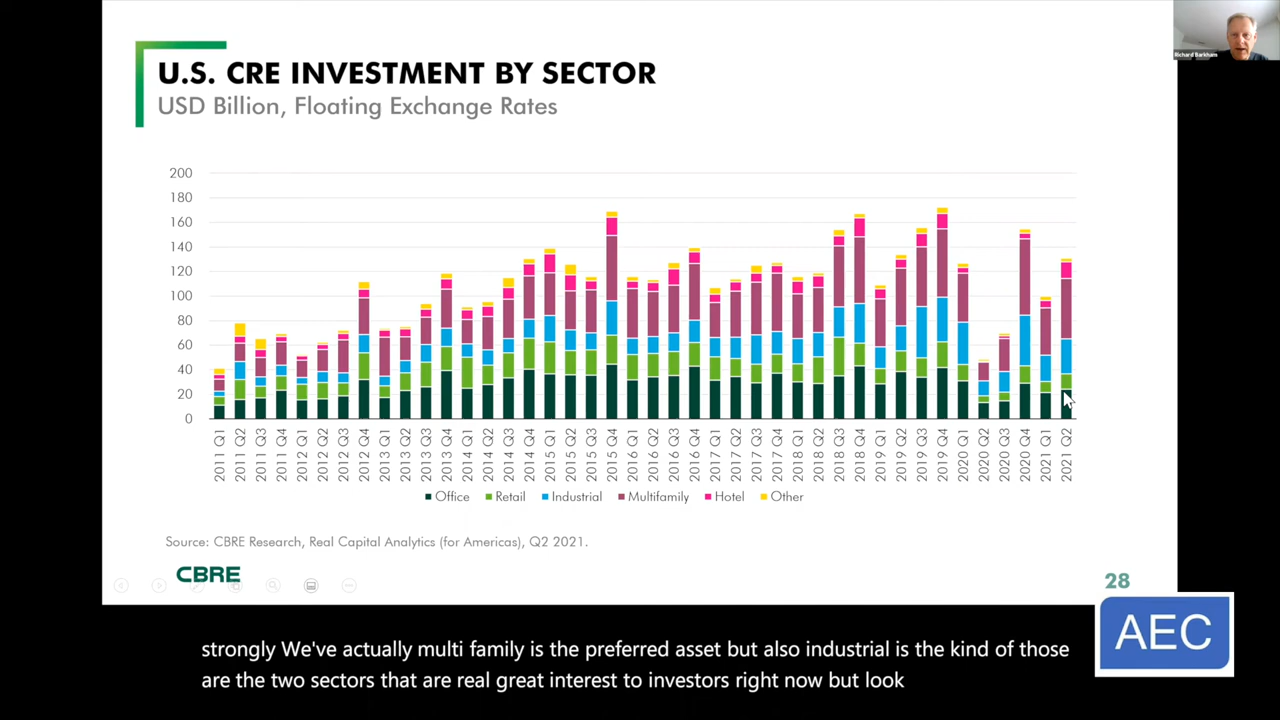 Richard Barkham
U.S. CRE INVESTMENT BY SECTOR
USD Billion, Floating Exchange Rates
200
180
160
140
120
100
80
60
40
20
0
2011 Q1
2011 Q2
2011 Q3
2011 Q4
2012 Q1
2012 Q2
2012 Q3
2012 Q4
2013 Q1
2013 Q2
2013 Q3
2013 Q4
2014 Q1
2014 Q2
2014 Q3
2014 Q4
2015 Q1
2015 Q2
2015 Q3
2015 Q4
2016 Q1
2016 Q2
2016 Q3
2016 Q4
2017 Q1
2017 Q2
2017 Q3
2017 Q4
2018 Q1
2018 Q2
2018 Q3
2018 Q4
2019 Q1
2019 Q2
2019 Q3
2019 Q4
2020 Q1
2020 Q2
2020 Q3
2020 Q4
2021 Q1
2021 Q2
Office Retail Industrial Multifamily Hotel Other
Source: CBRE Research, Real Capital Analytics (for Americas), Q2 2021.
CBRE
28
AEC
strongly We've actually multi family is the preferred asset but also industrial is the kind of those
are the two sectors that are real great interest to investors right now but look